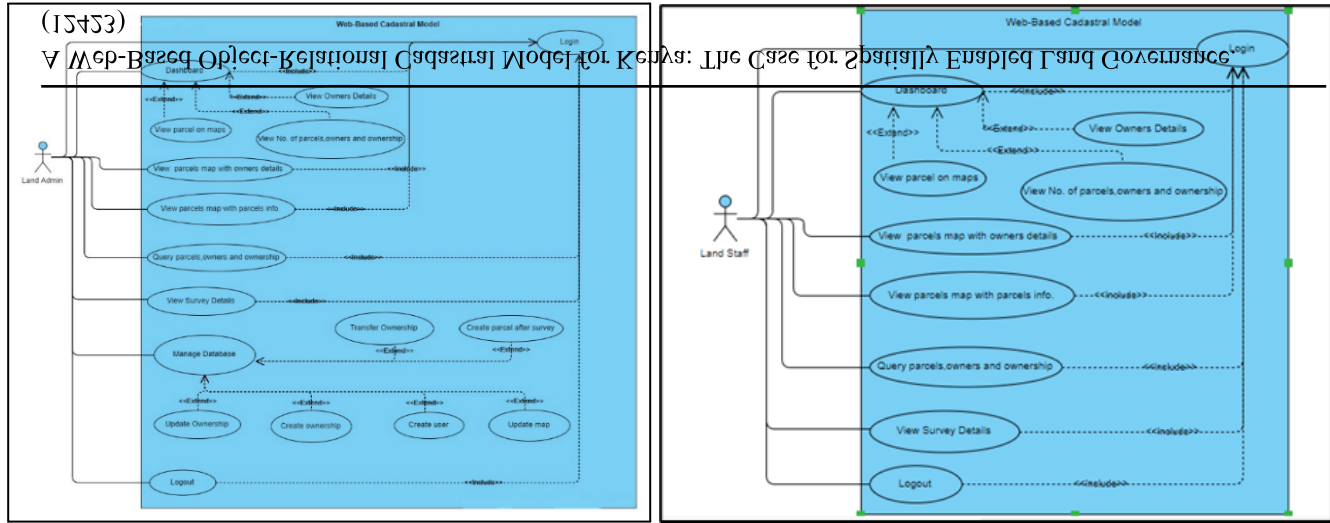 (12423)
A Web-Based Object-Relational Cadastral Model for Kenya: The Case for Spatially Enabled Land Governance
Web-Based Cadastral Model
Login
Dashboard
<<Include>>
<<Extend>>
<<Extend>>
View Owners Details
<<Extend>>
View parcel on maps
View No. of parcels,owners and ownership
Land Admin
View parcels map with owners details
<<Include>>
View parcels map with parcels info.
<<Include>>
Query parcels,owners and ownership
<<Include>>
View Survey Details
<<Include>>
Transfer Ownership
Create parcel after survey
<<Extend>>
<<Extend>>
Manage Database
<<Extend>>
<<Extend>>
<<Extend>>
<<Extend>>
Update Ownership
Create ownership
Create user
Update map
Logout
<<Include>>
Web-Based Cadastral Model
Login
Dashboard
<<Include>>
<<Extend>>
<<Extend>>
View Owners Details
<<Extend>>
View parcel on maps
View No. of parcels,owners and ownership
Land Staff
View parcels map with owners details
<<Include>>
View parcels map with parcels info.
<<Include>>
Query parcels,owners and ownership
<<Include>>
View Survey Details
<<Include>>
Logout
<<Include>>